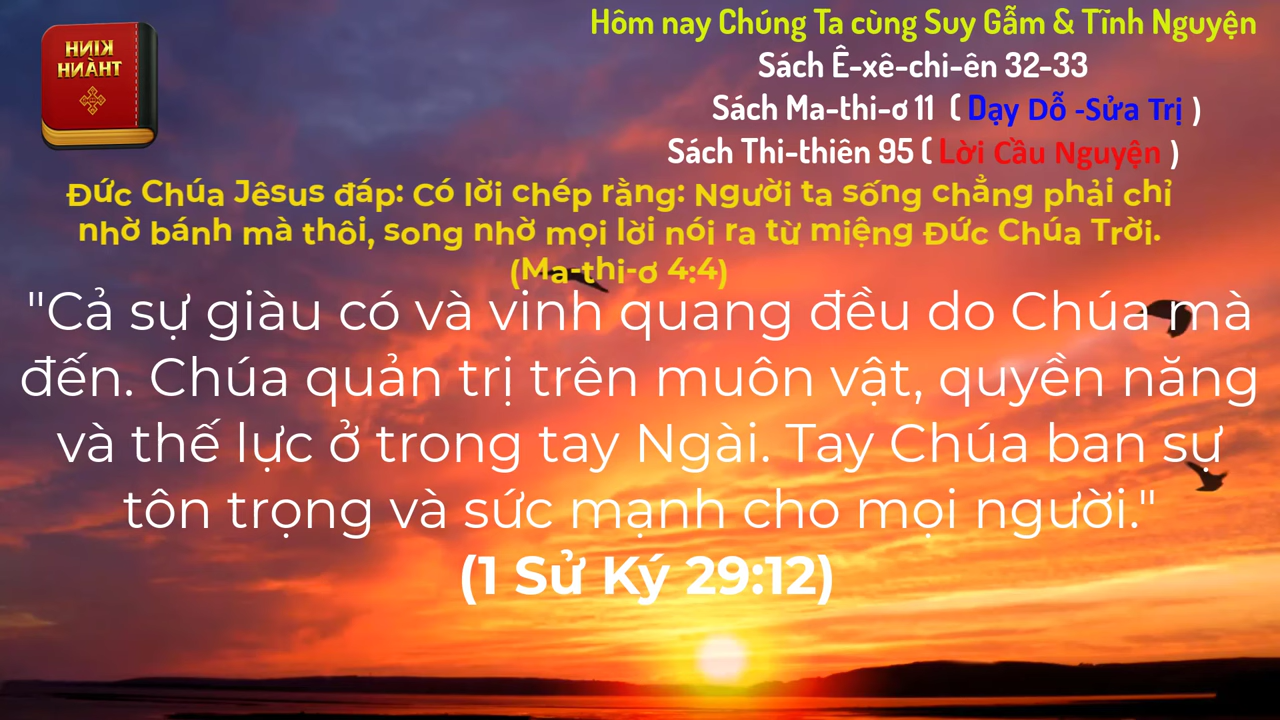 KINH
THÀNH
Hôm nay Chúng Ta cùng Suy Gẫm & Tĩnh Nguyện
Sách Ê-xê-chi-ên 32-33
Sách Ma-thi-ơ 11 ( Dạy Dỗ -Sửa Trị )
Sách Thi-thiên 95 ( Lời Cầu Nguyện )
Đức Chúa Jêsus đáp: Có lời chép rằng: Người ta sống chẳng phải chỉ
nhờ bánh mà thôi, song nhờ mọi lời nói ra từ miệng Đức Chúa Trời.
(Ma-thi-ơ 4:4)
"Cả sự giàu có và vinh quang đều do Chúa mà
đến. Chúa quản trị trên muôn vật, quyền năng
và thế lực ở trong tay Ngài. Tay Chúa ban sự
tôn trọng và sức mạnh cho mọi người."
(1 Sử Ký 29:12)